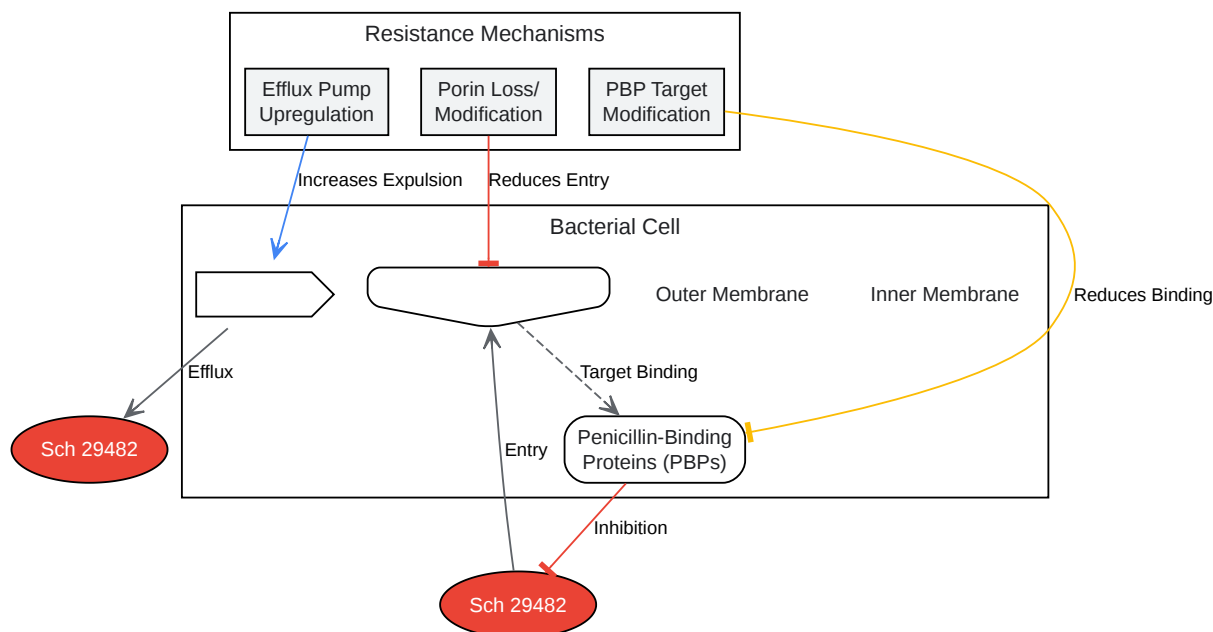 Resistance Mechanisms
Efflux Pump
Upregulation
Porin Loss/
Modification
PBP Target
Modification
Increases Expulsion
Reduces Entry
Bacterial Cell
Outer Membrane
Inner Membrane
Reduces Binding
Efflux
Target Binding
Sch 29482
Entry
Penicillin-Binding
Proteins (PBPs)
Inhibition
Sch 29482